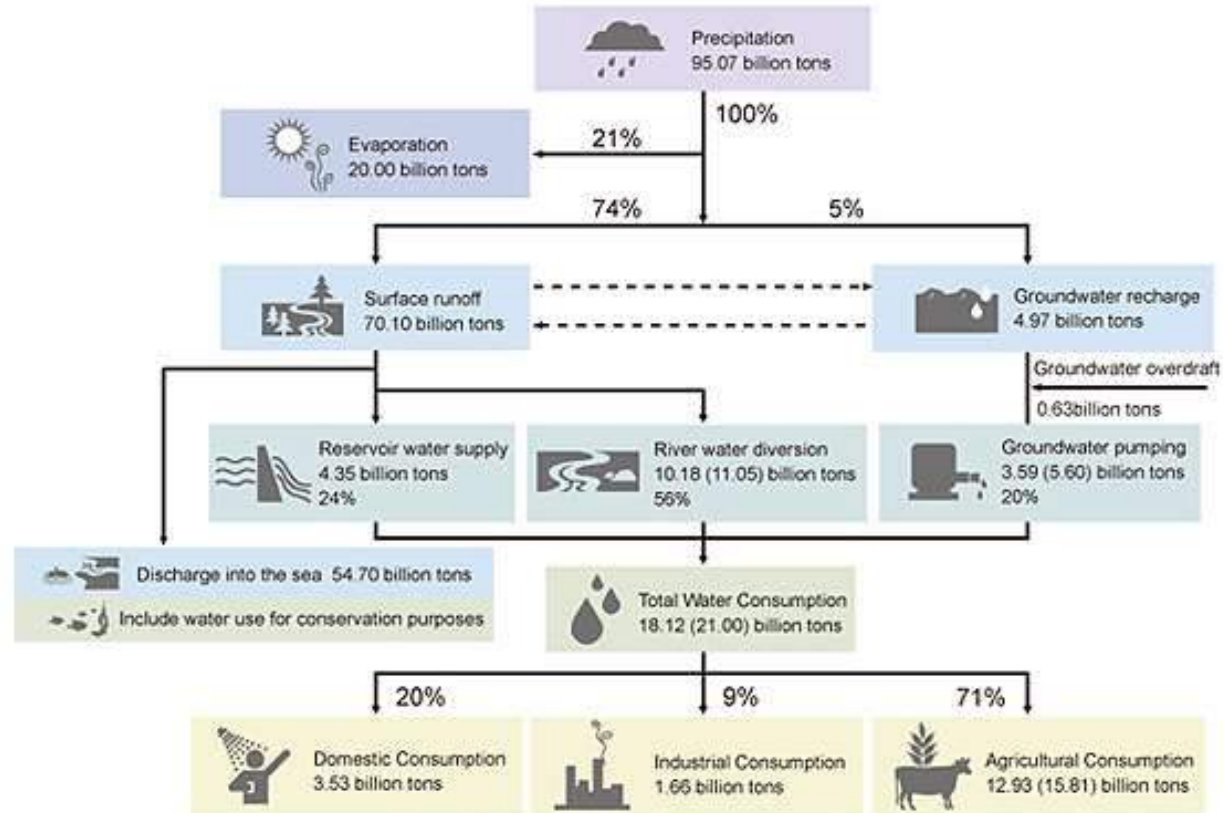 Precipitation
95.07 billion tons
100%
21%
Evaporation
20.00 billion tons
74%
5%
Surface runoff
70.10 billion tons
Groundwater recharge
4.97 billion tons
Groundwater overdraft
0.63billion tons
Reservoir water supply
4.35 billion tons
24%
River water diversion
10.18 (11.05) billion tons
56%
Groundwater pumping
3.59 (5.60) billion tons
20%
Discharge into the sea 54.70 billion tons
Include water use for conservation purposes
Total Water Consumption
18.12 (21.00) billion tons
20%
9%
71%
Domestic Consumption
3.53 billion tons
Industrial Consumption
1.66 billion tons
Agricultural Consumption
12.93 (15.81) billion tons